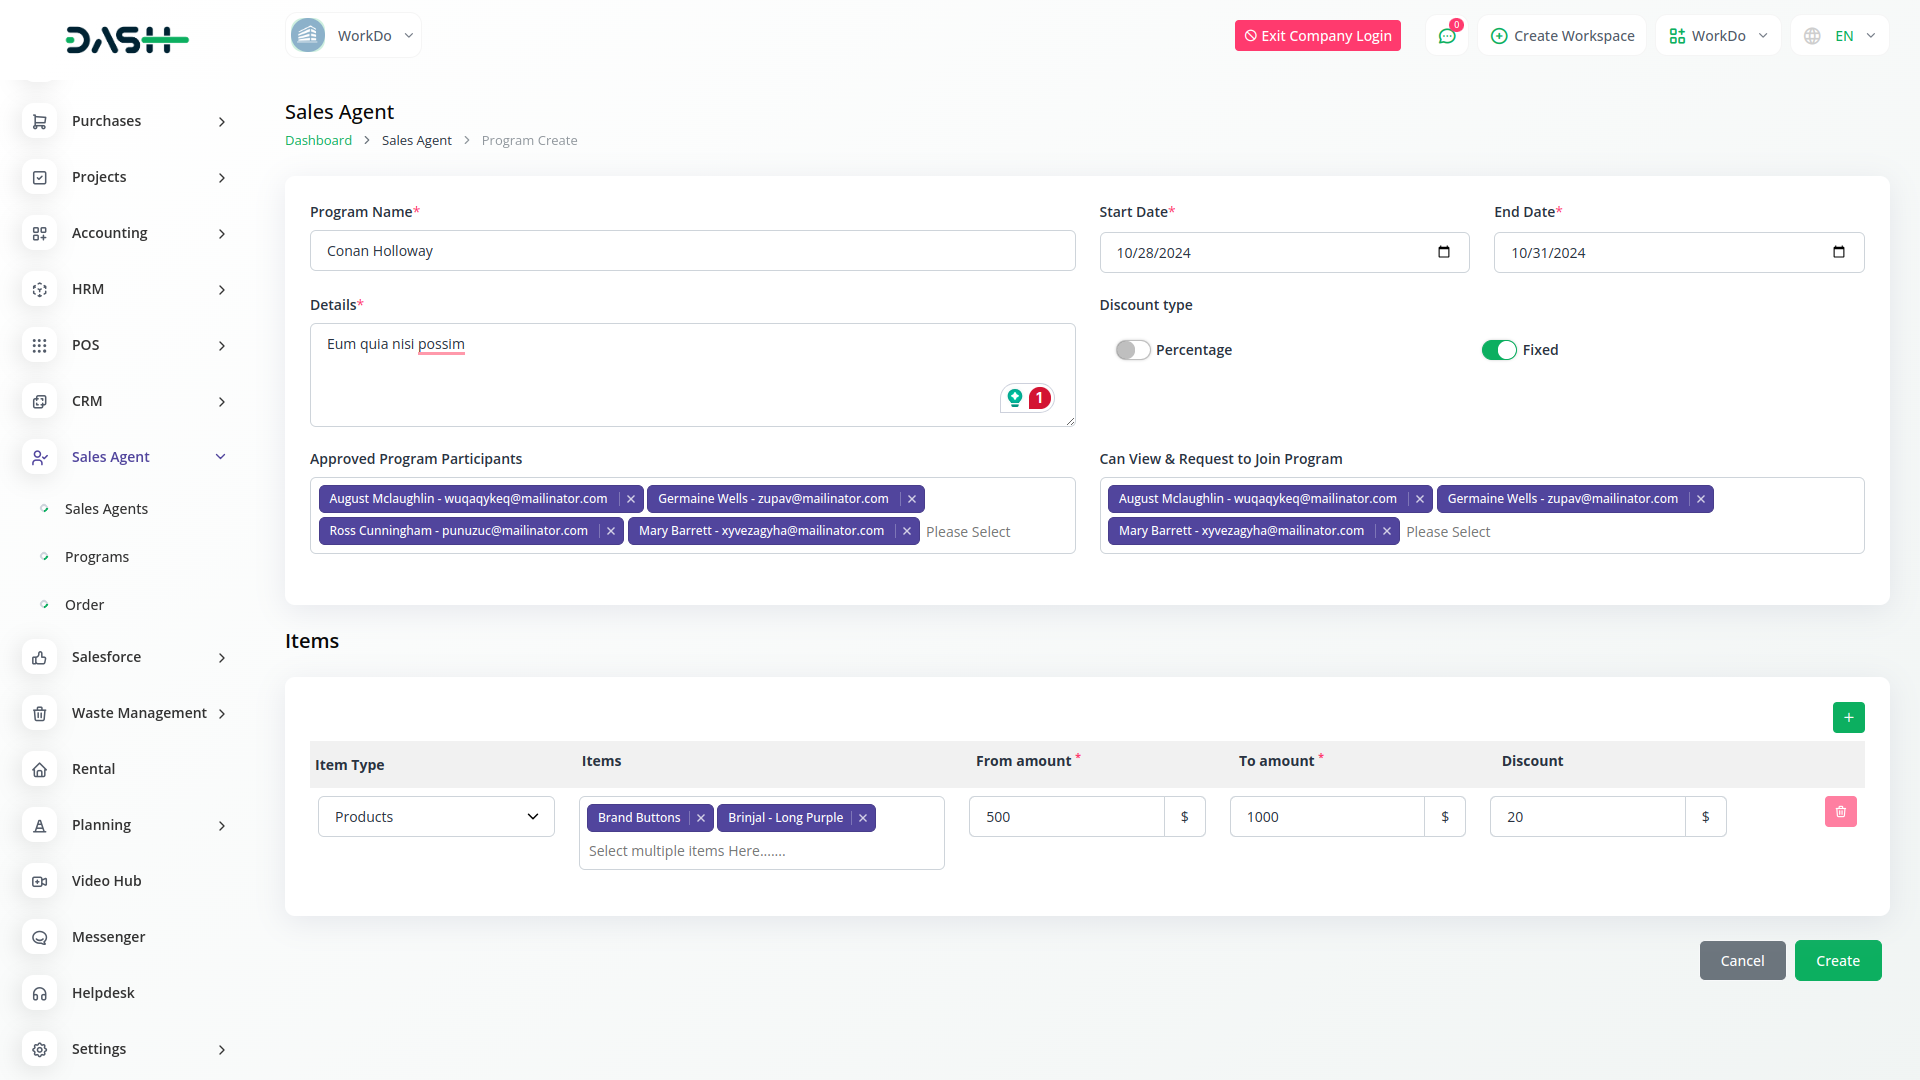 DASH
WorkDo
Exit Company Login
0
Create Workspace
WorkDo
EN
Purchases
Projects
Accounting
HRM
POS
CRM
Sales Agent
Sales Agents
Programs
Order
Salesforce
Waste Management
Rental
Planning
Video Hub
Messenger
Helpdesk
Settings
Sales Agent
Dashboard > Sales Agent > Program Create
Program Name*
Conan Holloway
Start Date*
10/28/2024
End Date*
10/31/2024
Details*
Eum quia nisi possim
1
Discount type
Percentage
Fixed
Approved Program Participants
August Mclaughlin - wuqaqykeq@mailinator.com × Germaine Wells - zupav@mailinator.com ×
Ross Cunningham - punuzuc@mailinator.com × Mary Barrett - xyvezagyha@mailinator.com × Please Select
Can View & Request to Join Program
August Mclaughlin - wuqaqykeq@mailinator.com × Germaine Wells - zupav@mailinator.com ×
Mary Barrett - xyvezagyha@mailinator.com × Please Select
Items
+
Item Type Items From amount * To amount * Discount
Products
Brand Buttons × Brinjal - Long Purple ×
Select multiple items Here.......
500 $
1000 $
20 $
Cancel
Create